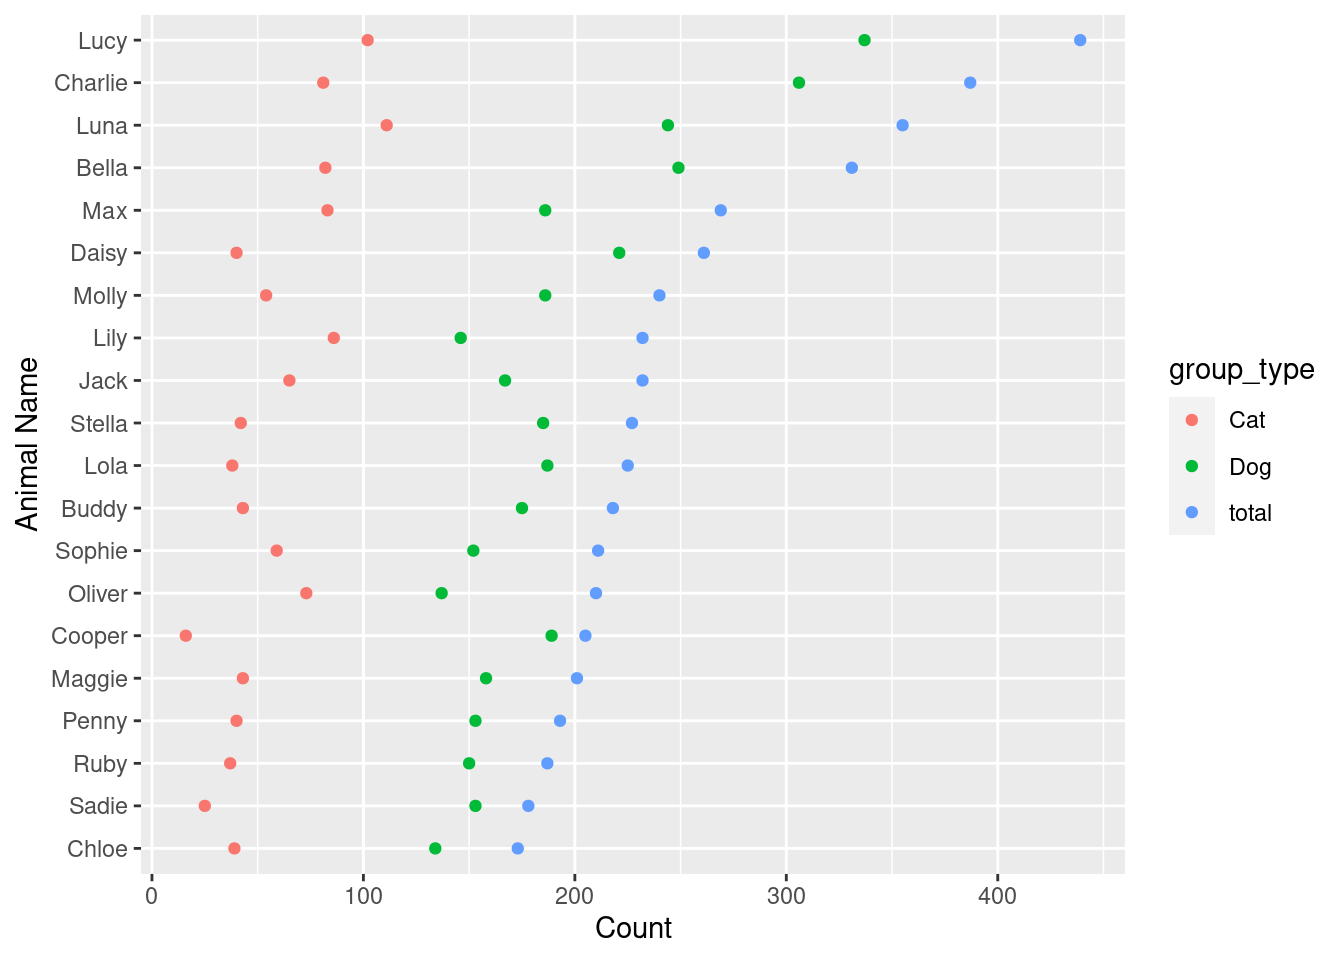 Lucy
Charlie
Luna
Bella
Max
Daisy
Molly
Lily
Jack
Stella
Lola
Buddy
Sophie
Oliver
Cooper
Maggie
Penny
Ruby
Sadie
Chloe
Animal Name
0 100 200 300 400
Count
group_type
Cat
Dog
total